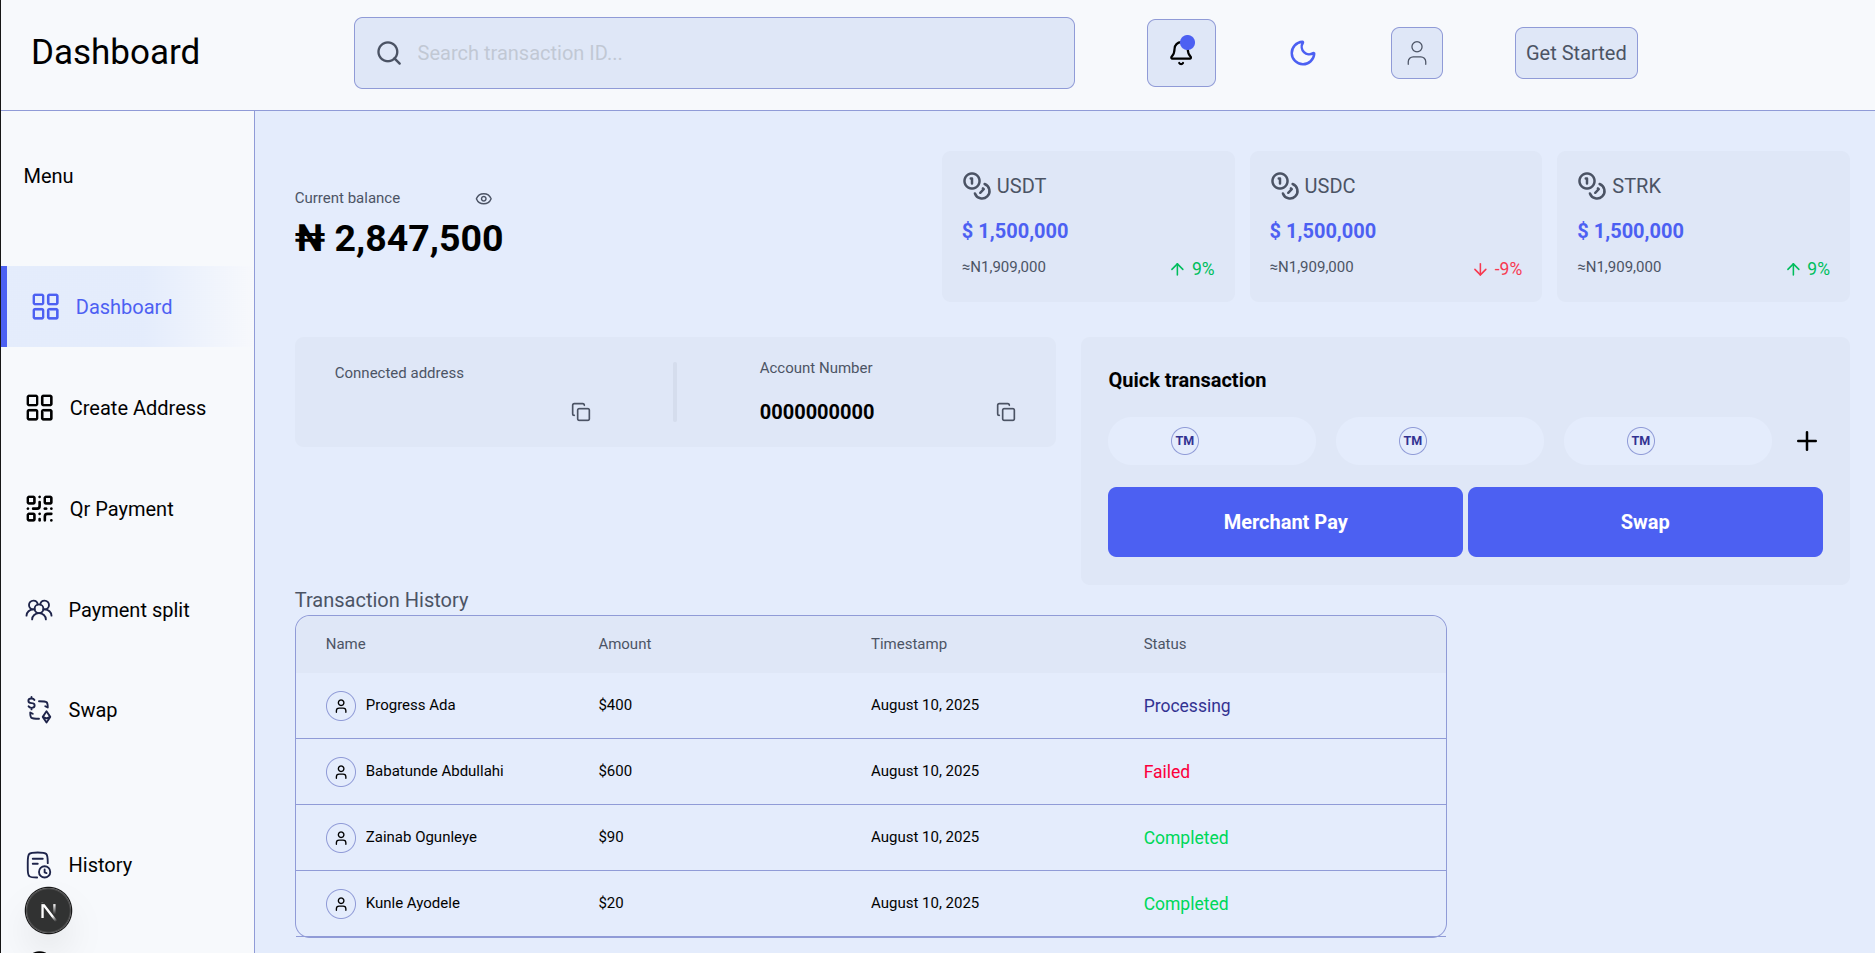 Dashboard
Search transaction ID...
Get Started
Menu
Dashboard
Create Address
Qr Payment
Payment split
Swap
History
N
Current balance
₦ 2,847,500
USDT
$ 1,500,000
≈N1,909,000
9%
USDC
$ 1,500,000
≈N1,909,000
-9%
STRK
$ 1,500,000
≈N1,909,000
9%
Connected address
Account Number
0000000000
Quick transaction
TM
TM
TM
Merchant Pay
Swap
Transaction History
Name Amount Timestamp Status
Progress Ada $400 August 10, 2025 Processing
Babatunde Abdullahi $600 August 10, 2025 Failed
Zainab Ogunleye $90 August 10, 2025 Completed
Kunle Ayodele $20 August 10, 2025 Completed